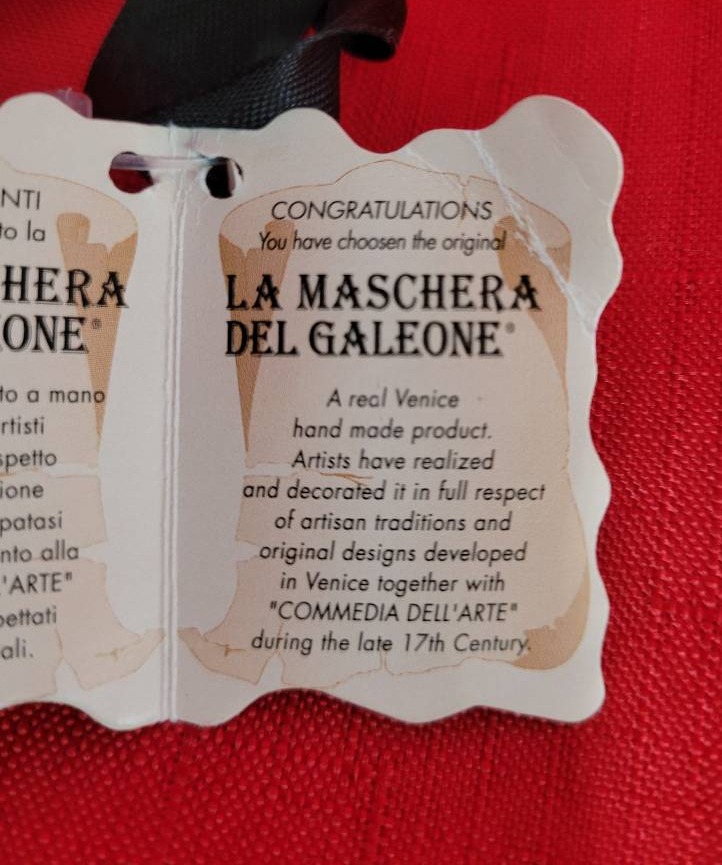 NTI
to la
HERA
ONE®
to a mano
rtisti
spetto
ione
patasi
nto alla
'ARTE"
pettati
ali.
CONGRATULATIONS
You have choosen the original
LA MASCHERA
DEL GALEONE®
A real Venice
hand made product.
Artists have realized
and decorated it in full respect
of artisan traditions and
original designs developed
in Venice together with
"COMMEDIA DELL'ARTE"
during the late 17th Century.